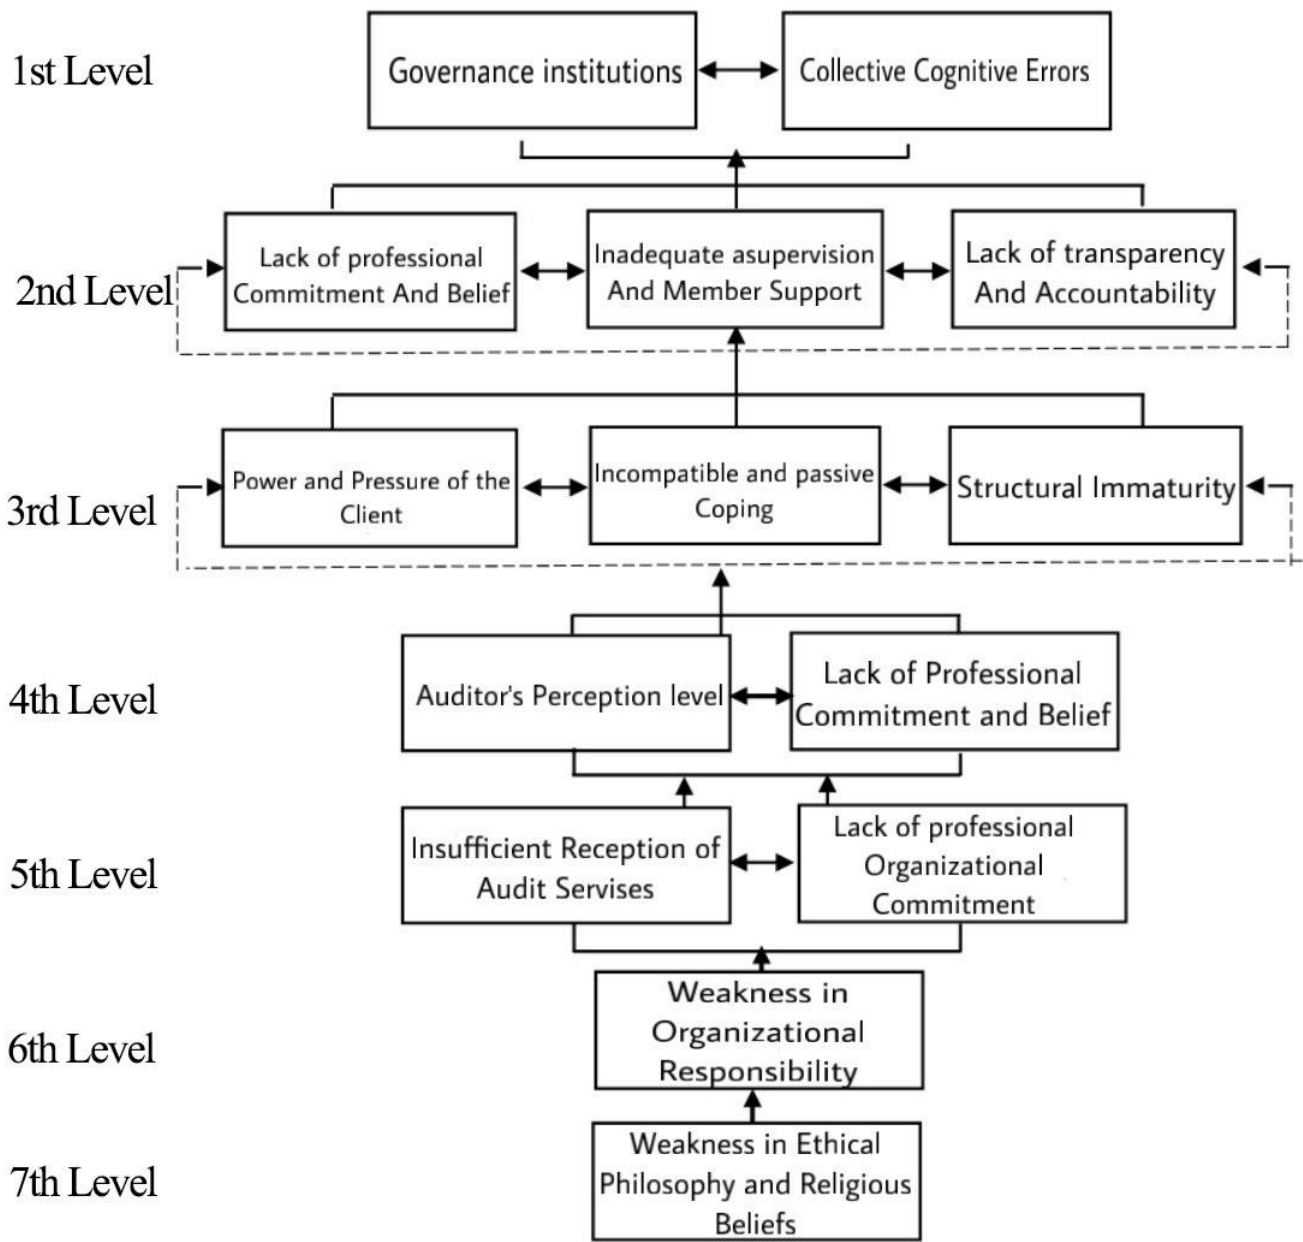 1st Level
Governance institutions
Collective Cognitive Errors
2nd Level
Lack of professional
Commitment And Belief
Inadequate asupervision
And Member Support
Lack of transparency
And Accountability
3rd Level
Power and Pressure of the
Client
Incompatible and passive
Coping
Structural Immaturity
4th Level
Auditor's Perception level
Lack of Professional
Commitment and Belief
5th Level
Insufficient Reception of
Audit Servises
Lack of professional
Organizational
Commitment
6th Level
Weakness in
Organizational
Responsibility
7th Level
Weakness in Ethical
Philosophy and Religious
Beliefs